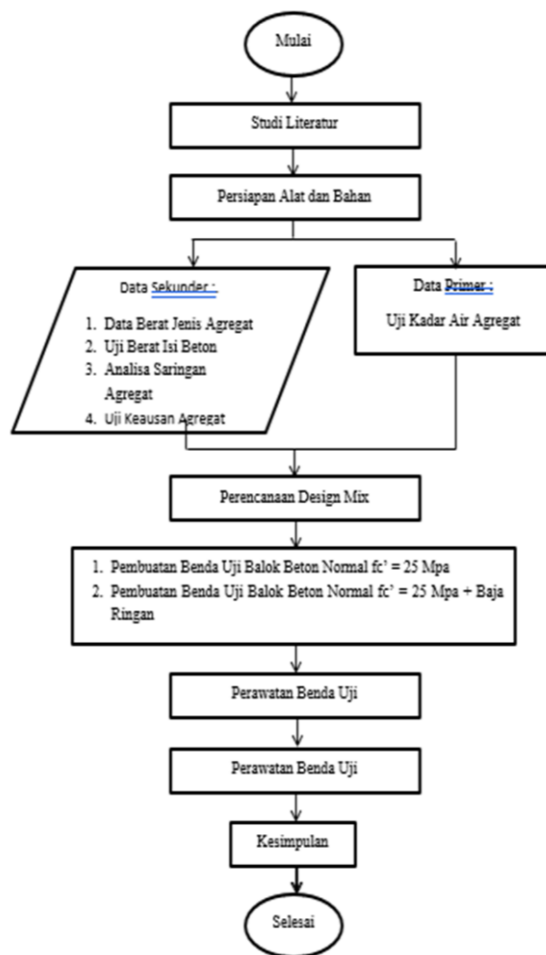 Mulai
Studi Literatur
Persiapan Alat dan Bahan
Data Sekunder :
1. Data Berat Jenis Agregat
2. Uji Berat Isi Beton
3. Analisa Saringan
Agregat
4. Uji Keausan Agregat
Data Primer :
Uji Kadar Air Agregat
Perencanaan Design Mix
1. Pembuatan Benda Uji Balok Beton Normal fc’ = 25 Mpa
2. Pembuatan Benda Uji Balok Beton Normal fc’ = 25 Mpa + Baja
Ringan
Perawatan Benda Uji
Perawatan Benda Uji
Kesimpulan
Selesai